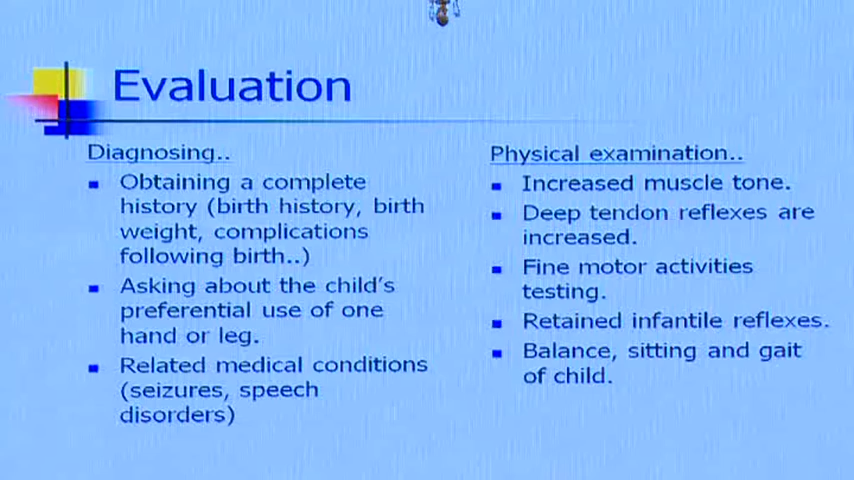 Evaluation
Diagnosing..
Obtaining a complete
history (birth history, birth
weight, complications
following birth..)
Asking about the child's
preferential use of one
hand or leg.
Related medical conditions
(seizures, speech
disorders)
Physical examination..
Increased muscle tone.
Deep tendon reflexes are
increased.
Fine motor activities
testing.
Retained infantile reflexes.
Balance, sitting and gait
of child.